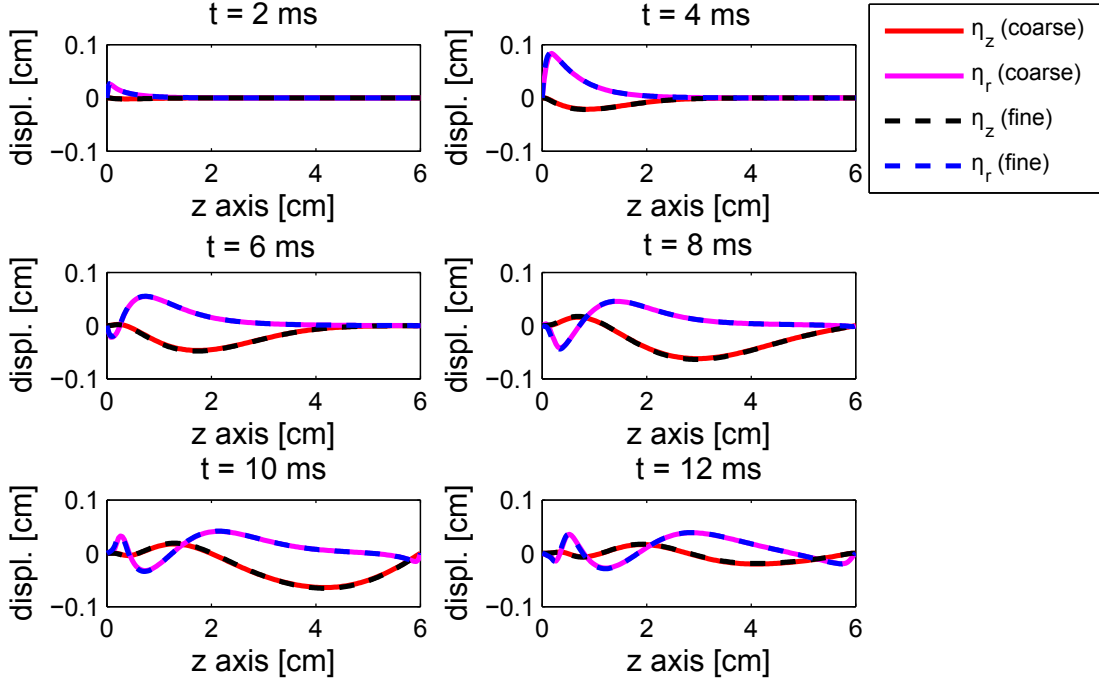 t = 2 ms
displ. [cm]
0.1
0
−0.1
0 2 4 6
z axis [cm]
t = 4 ms
displ. [cm]
0.1
0
−0.1
0 2 4 6
z axis [cm]
η_z (coarse)
η_r (coarse)
η_z (fine)
η_r (fine)
t = 6 ms
displ. [cm]
0.1
0
−0.1
0 2 4 6
z axis [cm]
t = 8 ms
displ. [cm]
0.1
0
−0.1
0 2 4 6
z axis [cm]
t = 10 ms
displ. [cm]
0.1
0
−0.1
0 2 4 6
z axis [cm]
t = 12 ms
displ. [cm]
0.1
0
−0.1
0 2 4 6
z axis [cm]